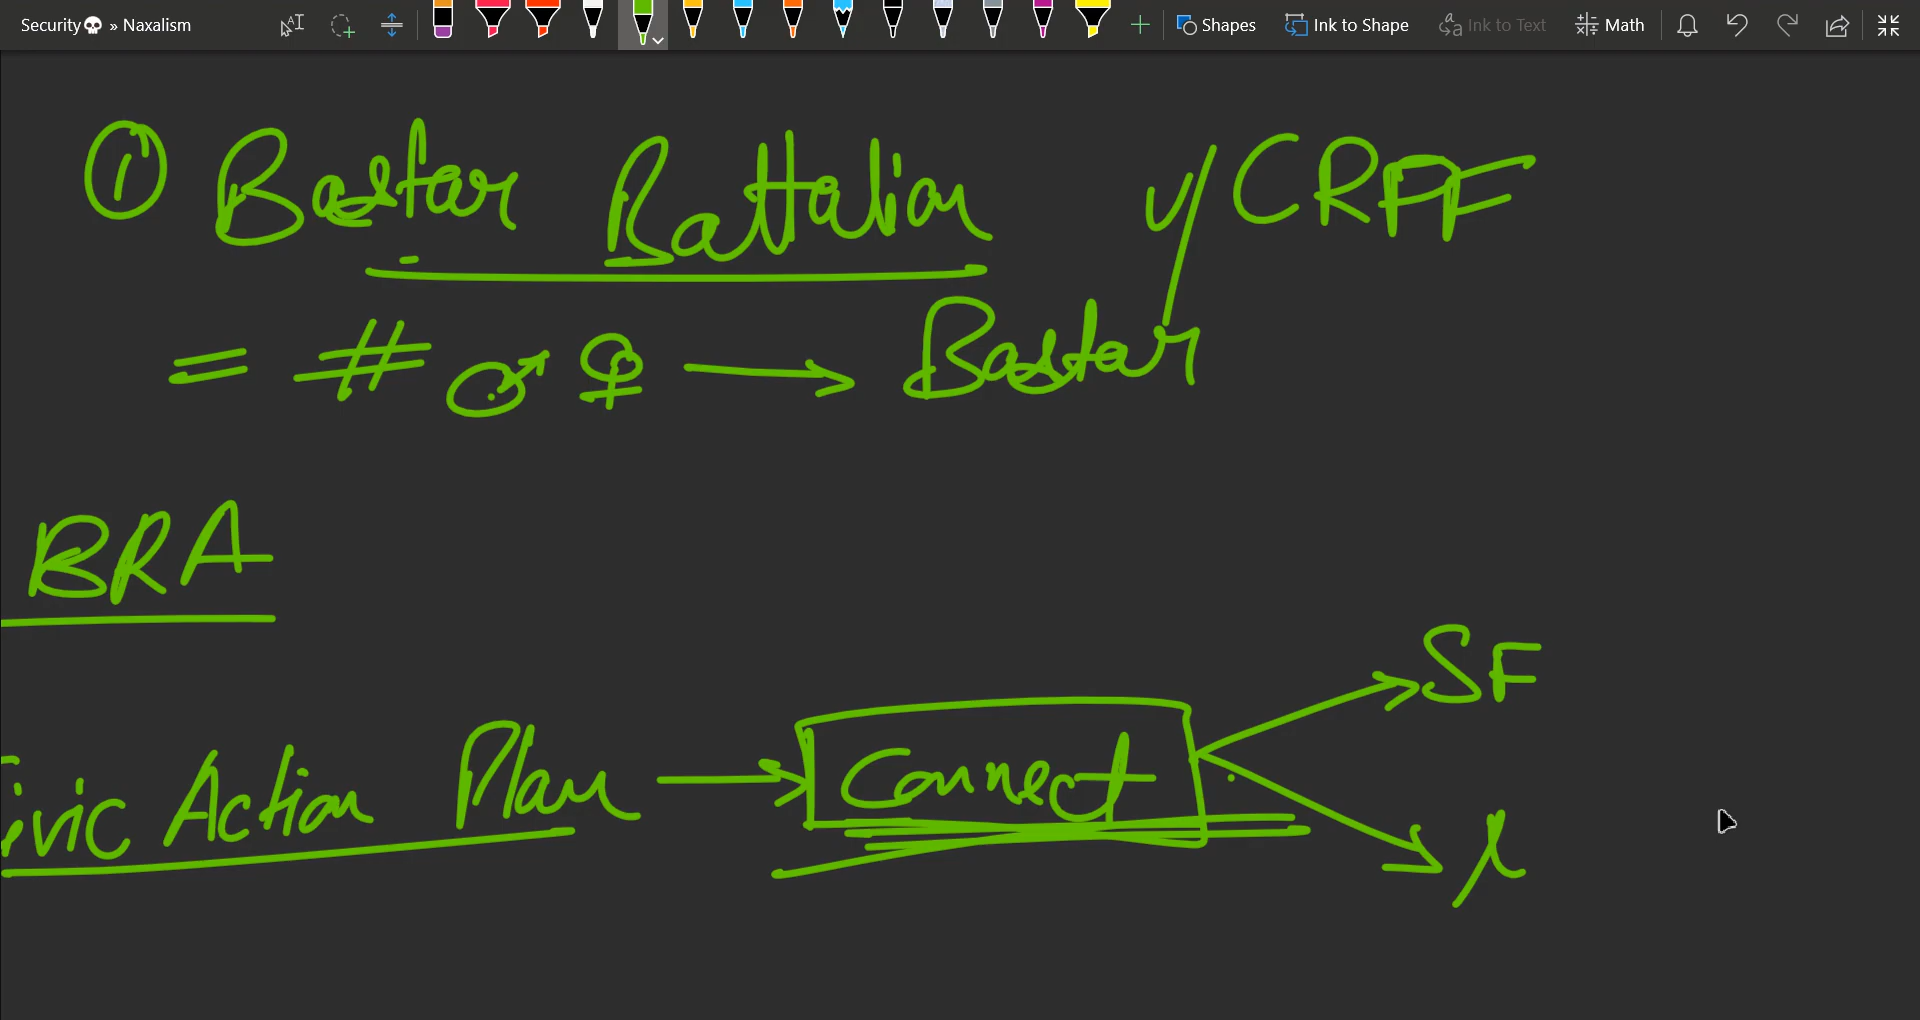 Security💀 » Naxalism Shapes Ink to Shape Ink to Text Math
① Bastar Battalion CRPF
= # ♂ ♀ → Bastar
BRA
SF
Civic Action Plan → Connect